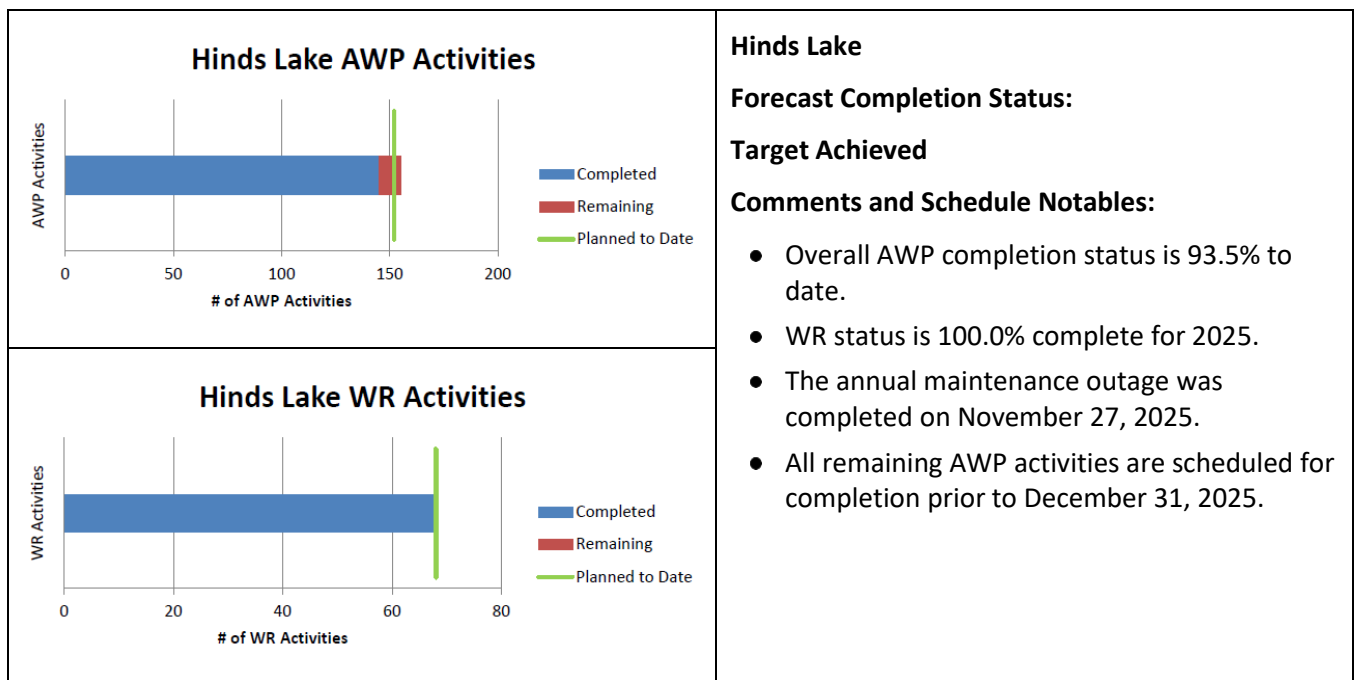 Hinds Lake AWP Activities
AWP Activities
Completed
Remaining
Planned to Date
0 50 100 150 200
# of AWP Activities
Hinds Lake WR Activities
WR Activities
Completed
Remaining
Planned to Date
0 20 40 60 80
# of WR Activities
Hinds Lake
Forecast Completion Status:
Target Achieved
Comments and Schedule Notables:
• Overall AWP completion status is 93.5% to
date.
• WR status is 100.0% complete for 2025.
• The annual maintenance outage was
completed on November 27, 2025.
• All remaining AWP activities are scheduled for
completion prior to December 31, 2025.